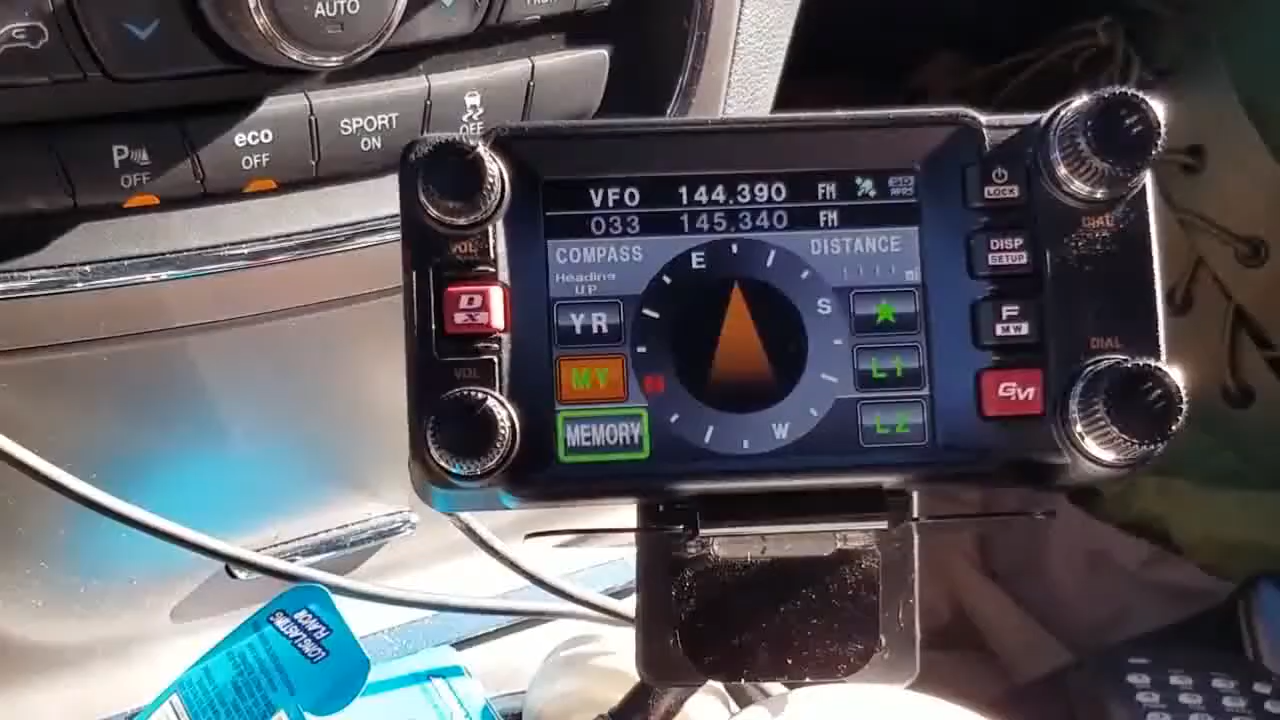 AUTO
P
OFF
eco
OFF
SPORT
ON
OFF
VFO 144.390 FM
033 145.340 FM
COMPASS
Heading
UP
DISTANCE
E
S
W
YR
MY
MEMORY
★
L1
L2
VOL
D
X
VOL
LOCK
DISP
SETUP
F
MW
GM
DIAL
DIAL
LONG LASTING
FLAVOR